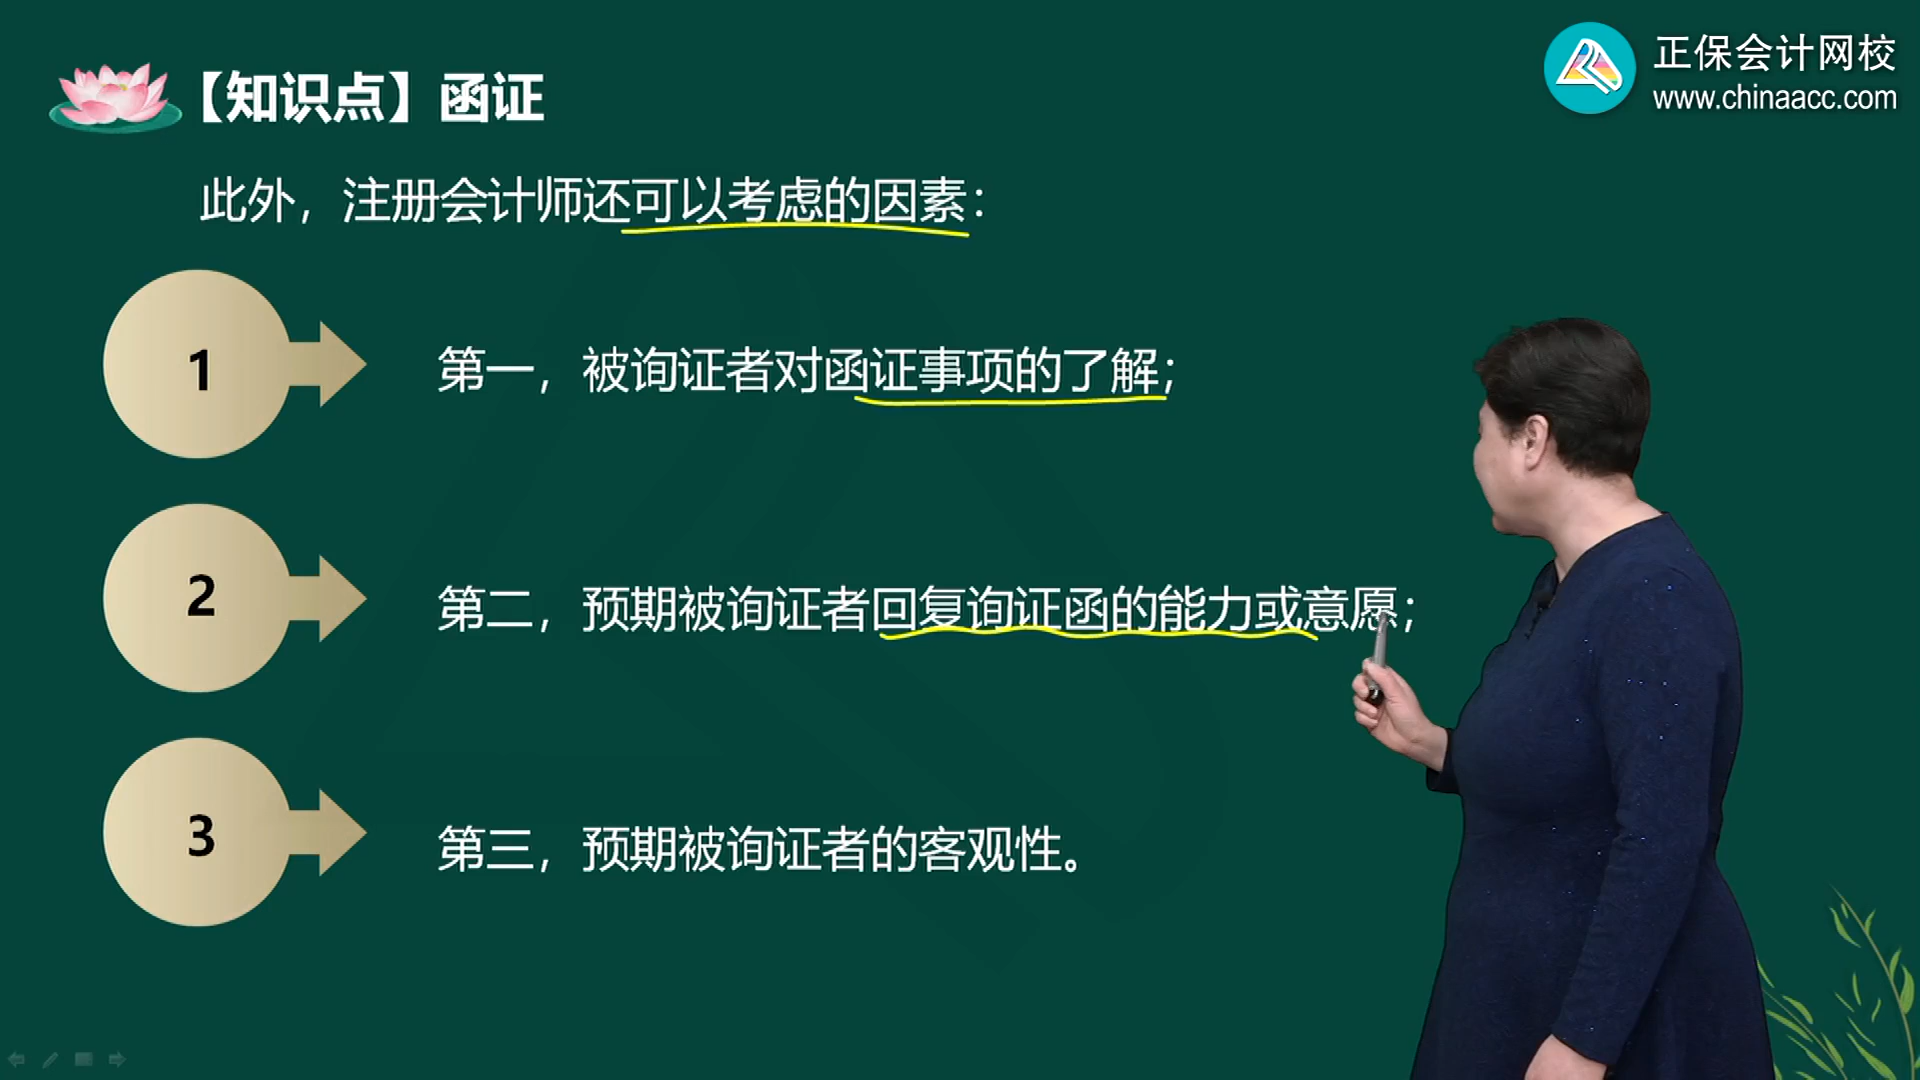 正保会计网校
www.chinaacc.com
【知识点】函证
此外，注册会计师还可以考虑的因素：
1
第一，被询证者对函证事项的了解；
2
第二，预期被询证者回复询证函的能力或意愿；
3
第三，预期被询证者的客观性。